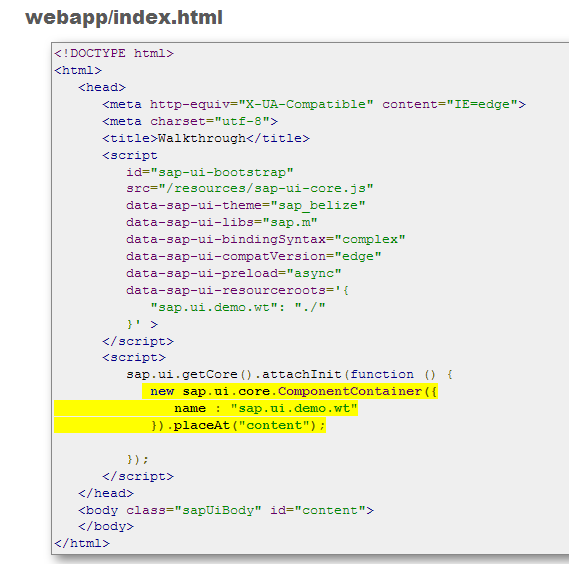 webapp/index.html
<!DOCTYPE html>
<html>
<head>
<meta http-equiv="X-UA-Compatible" content="IE=edge">
<meta charset="utf-8">
<title>Walkthrough</title>
<script
id="sap-ui-bootstrap"
src="/resources/sap-ui-core.js"
data-sap-ui-theme="sap_belize"
data-sap-ui-libs="sap.m"
data-sap-ui-bindingSyntax="complex"
data-sap-ui-compatVersion="edge"
data-sap-ui-preload="async"
data-sap-ui-resourceroots='{
"sap.ui.demo.wt": "./"
}' >
</script>
<script>
sap.ui.getCore().attachInit(function () {
new sap.ui.core.ComponentContainer({
name : "sap.ui.demo.wt"
}).placeAt("content");
});
</script>
</head>
<body class="sapUiBody" id="content">
</body>
</html>